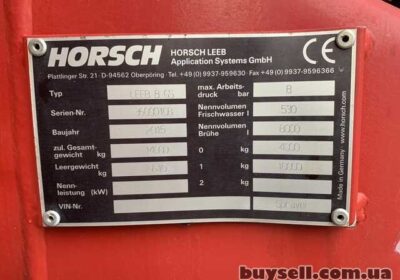 HORSCH HORSCH LEEB
Application Systems GmbH CE
Plattlinger Str. 21 · D-94562 Oberpöring · Tel. +49 (0) 9937-959630 · Fax +49 (0) 9937-9596366
Typ LEEB 8 GS max. Arbeits-druck bar 8
Serien-Nr. Nennvolumen Frischwasser l 530
Baujahr 2015 Nennvolumen Brühe l 8000
zul. Gesamt-gewicht kg 14000 0 kg 4000
Leergewicht kg 1 kg 10000
Nenn-leistung (kW) 2 kg
VIN-Nr. Sprayer
www.horsch.com
Made in Germany
buysell.com.ua